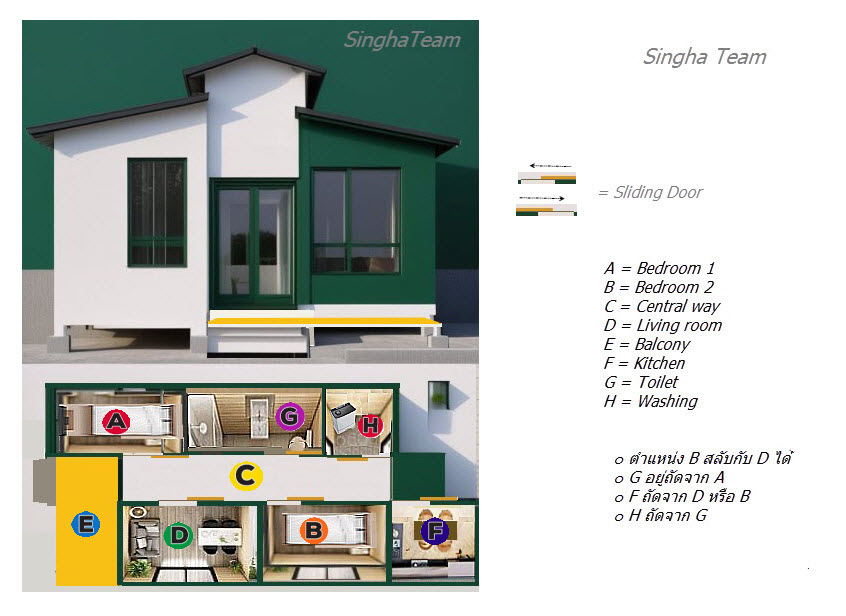 SinghaTeam
Singha Team
= Sliding Door
A = Bedroom 1
B = Bedroom 2
C = Central way
D = Living room
E = Balcony
F = Kitchen
G = Toilet
H = Washing
A
G
H
C
E
D
B
F
o ตำแหน่ง B สลับกับ D ได้
o G อยู่ถัดจาก A
o F ถัดจาก D หรือ B
o H ถัดจาก G